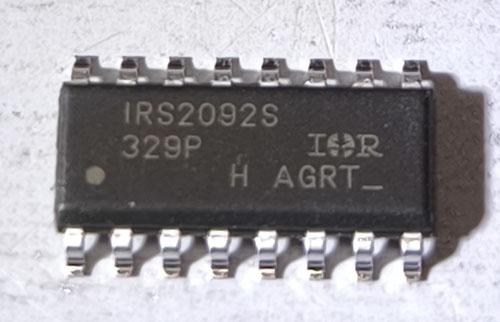 IRS2092S
329P IOR
H AGRT_